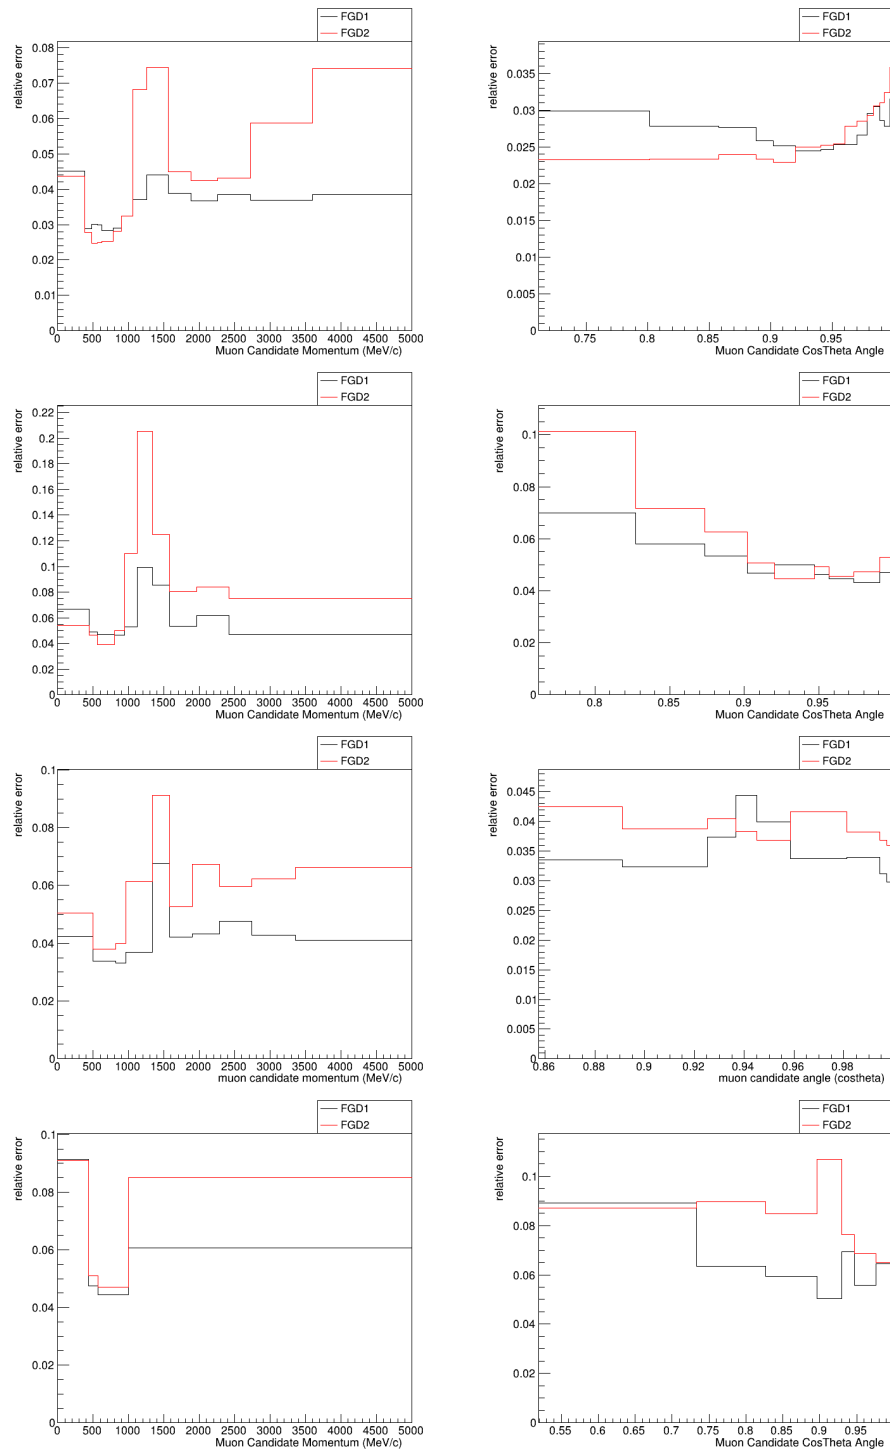 FGD1
FGD2
relative error
0.08
0.07
0.06
0.05
0.04
0.03
0.02
0.01
0
0 500 1000 1500 2000 2500 3000 3500 4000 4500 5000
Muon Candidate Momentum (MeV/c)
FGD1
FGD2
relative error
0.035
0.03
0.025
0.02
0.015
0.01
0.005
0
0.75 0.8 0.85 0.9 0.95
Muon Candidate CosTheta Angle
FGD1
FGD2
relative error
0.22
0.2
0.18
0.16
0.14
0.12
0.1
0.08
0.06
0.04
0.02
0
0 500 1000 1500 2000 2500 3000 3500 4000 4500 5000
Muon Candidate Momentum (MeV/c)
FGD1
FGD2
relative error
0.1
0.08
0.06
0.04
0.02
0
0.8 0.85 0.9 0.95
Muon Candidate CosTheta Angle
FGD1
FGD2
relative error
0.1
0.08
0.06
0.04
0.02
0
0 500 1000 1500 2000 2500 3000 3500 4000 4500 5000
muon candidate momentum (MeV/c)
FGD1
FGD2
relative error
0.045
0.04
0.035
0.03
0.025
0.02
0.015
0.01
0.005
0
0.86 0.88 0.9 0.92 0.94 0.96 0.98
muon candidate angle (costheta)
FGD1
FGD2
relative error
0.1
0.08
0.06
0.04
0.02
0
0 500 1000 1500 2000 2500 3000 3500 4000 4500 5000
Muon Candidate Momentum (MeV/c)
FGD1
FGD2
relative error
0.1
0.08
0.06
0.04
0.02
0
0.55 0.6 0.65 0.7 0.75 0.8 0.85 0.9 0.95
Muon Candidate CosTheta Angle